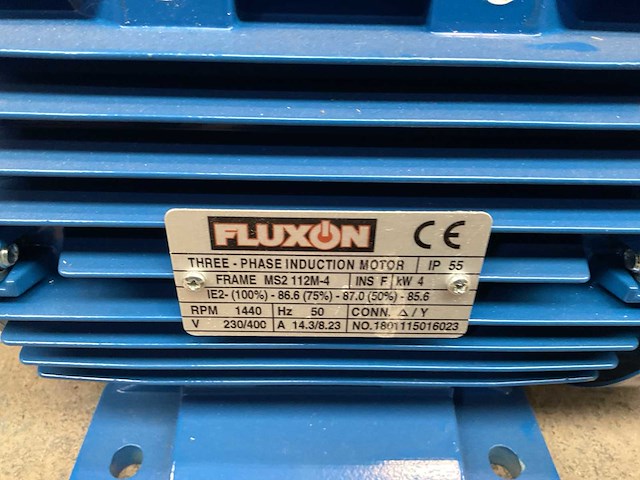 FLUXON CE
THREE - PHASE INDUCTION MOTOR IP 55
FRAME MS2 112M-4 INS F kW 4
IE2- (100%) - 86.6 (75%) - 87.0 (50%) - 85.6
RPM 1440 Hz 50 CONN. △ / Y
V 230/400 A 14.3/8.23 NO.1801115016023